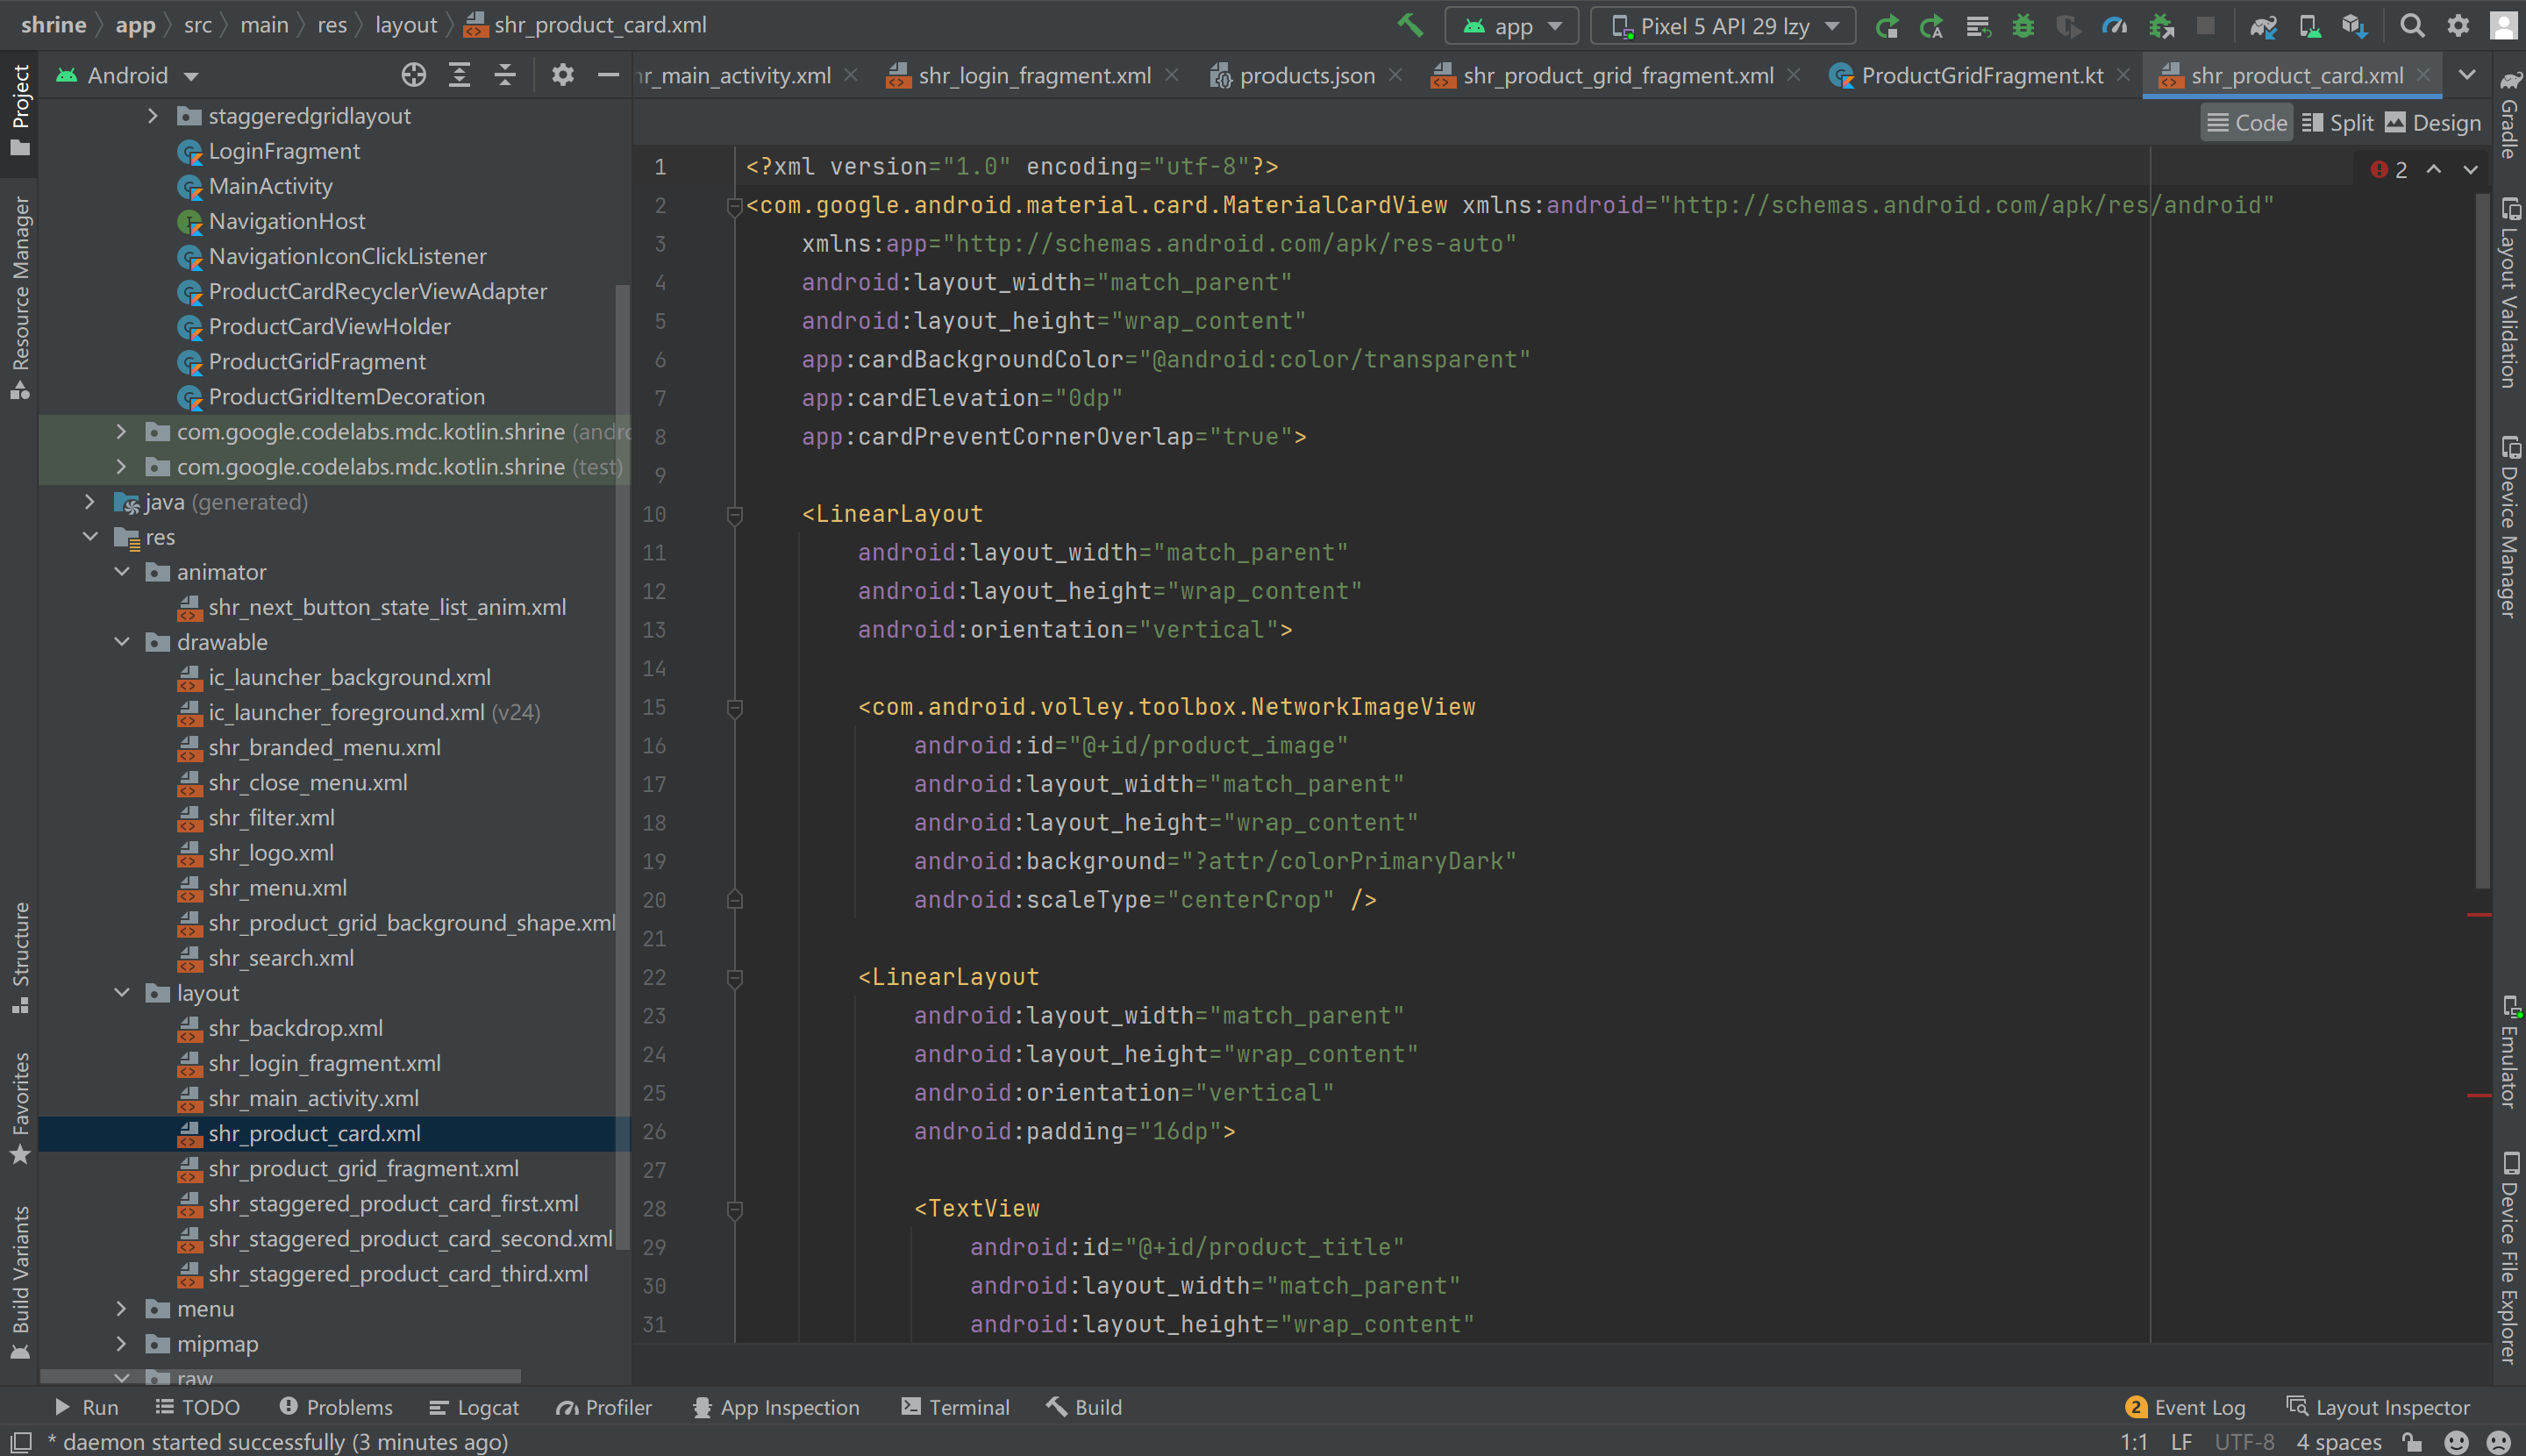 shrine app src main res layout shr_product_card.xml
app Pixel 5 API 29 lzy
Android
r_main_activity.xml shr_login_fragment.xml products.json shr_product_grid_fragment.xml ProductGridFragment.kt shr_product_card.xml
Code Split Design
2
Project
Resource Manager
Structure
Favorites
Build Variants
staggeredgridlayout
LoginFragment
MainActivity
NavigationHost
NavigationIconClickListener
ProductCardRecyclerViewAdapter
ProductCardViewHolder
ProductGridFragment
ProductGridItemDecoration
com.google.codelabs.mdc.kotlin.shrine (andro
com.google.codelabs.mdc.kotlin.shrine (test)
java (generated)
res
animator
shr_next_button_state_list_anim.xml
drawable
ic_launcher_background.xml
ic_launcher_foreground.xml (v24)
shr_branded_menu.xml
shr_close_menu.xml
shr_filter.xml
shr_logo.xml
shr_menu.xml
shr_product_grid_background_shape.xml
shr_search.xml
layout
shr_backdrop.xml
shr_login_fragment.xml
shr_main_activity.xml
shr_product_card.xml
shr_product_grid_fragment.xml
shr_staggered_product_card_first.xml
shr_staggered_product_card_second.xml
shr_staggered_product_card_third.xml
menu
mipmap
raw
1 <?xml version="1.0" encoding="utf-8"?>
2 <com.google.android.material.card.MaterialCardView xmlns:android="http://schemas.android.com/apk/res/android"
3 xmlns:app="http://schemas.android.com/apk/res-auto"
4 android:layout_width="match_parent"
5 android:layout_height="wrap_content"
6 app:cardBackgroundColor="@android:color/transparent"
7 app:cardElevation="0dp"
8 app:cardPreventCornerOverlap="true">
9
10 <LinearLayout
11 android:layout_width="match_parent"
12 android:layout_height="wrap_content"
13 android:orientation="vertical">
14
15 <com.android.volley.toolbox.NetworkImageView
16 android:id="@+id/product_image"
17 android:layout_width="match_parent"
18 android:layout_height="wrap_content"
19 android:background="?attr/colorPrimaryDark"
20 android:scaleType="centerCrop" />
21
22 <LinearLayout
23 android:layout_width="match_parent"
24 android:layout_height="wrap_content"
25 android:orientation="vertical"
26 android:padding="16dp">
27
28 <TextView
29 android:id="@+id/product_title"
30 android:layout_width="match_parent"
31 android:layout_height="wrap_content"
Gradle
Layout Validation
Device Manager
Emulator
Device File Explorer
Run TODO Problems Logcat Profiler App Inspection Terminal Build 2 Event Log Layout Inspector
* daemon started successfully (3 minutes ago) 1:1 LF UTF-8 4 spaces